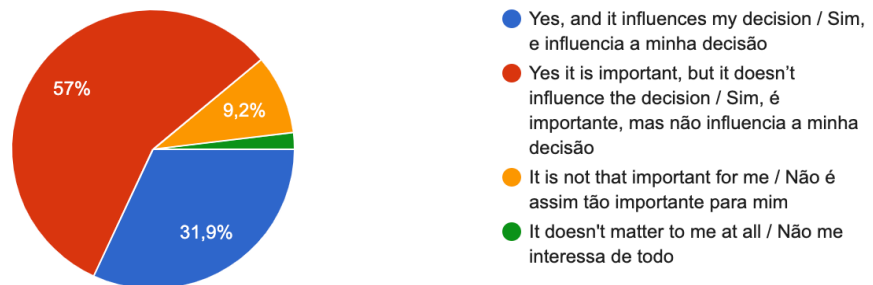 57%
9,2%
31,9%
Yes, and it influences my decision / Sim,
e influencia a minha decisão
Yes it is important, but it doesn’t
influence the decision / Sim, é
importante, mas não influencia a minha
decisão
It is not that important for me / Não é
assim tão importante para mim
It doesn't matter to me at all / Não me
interessa de todo